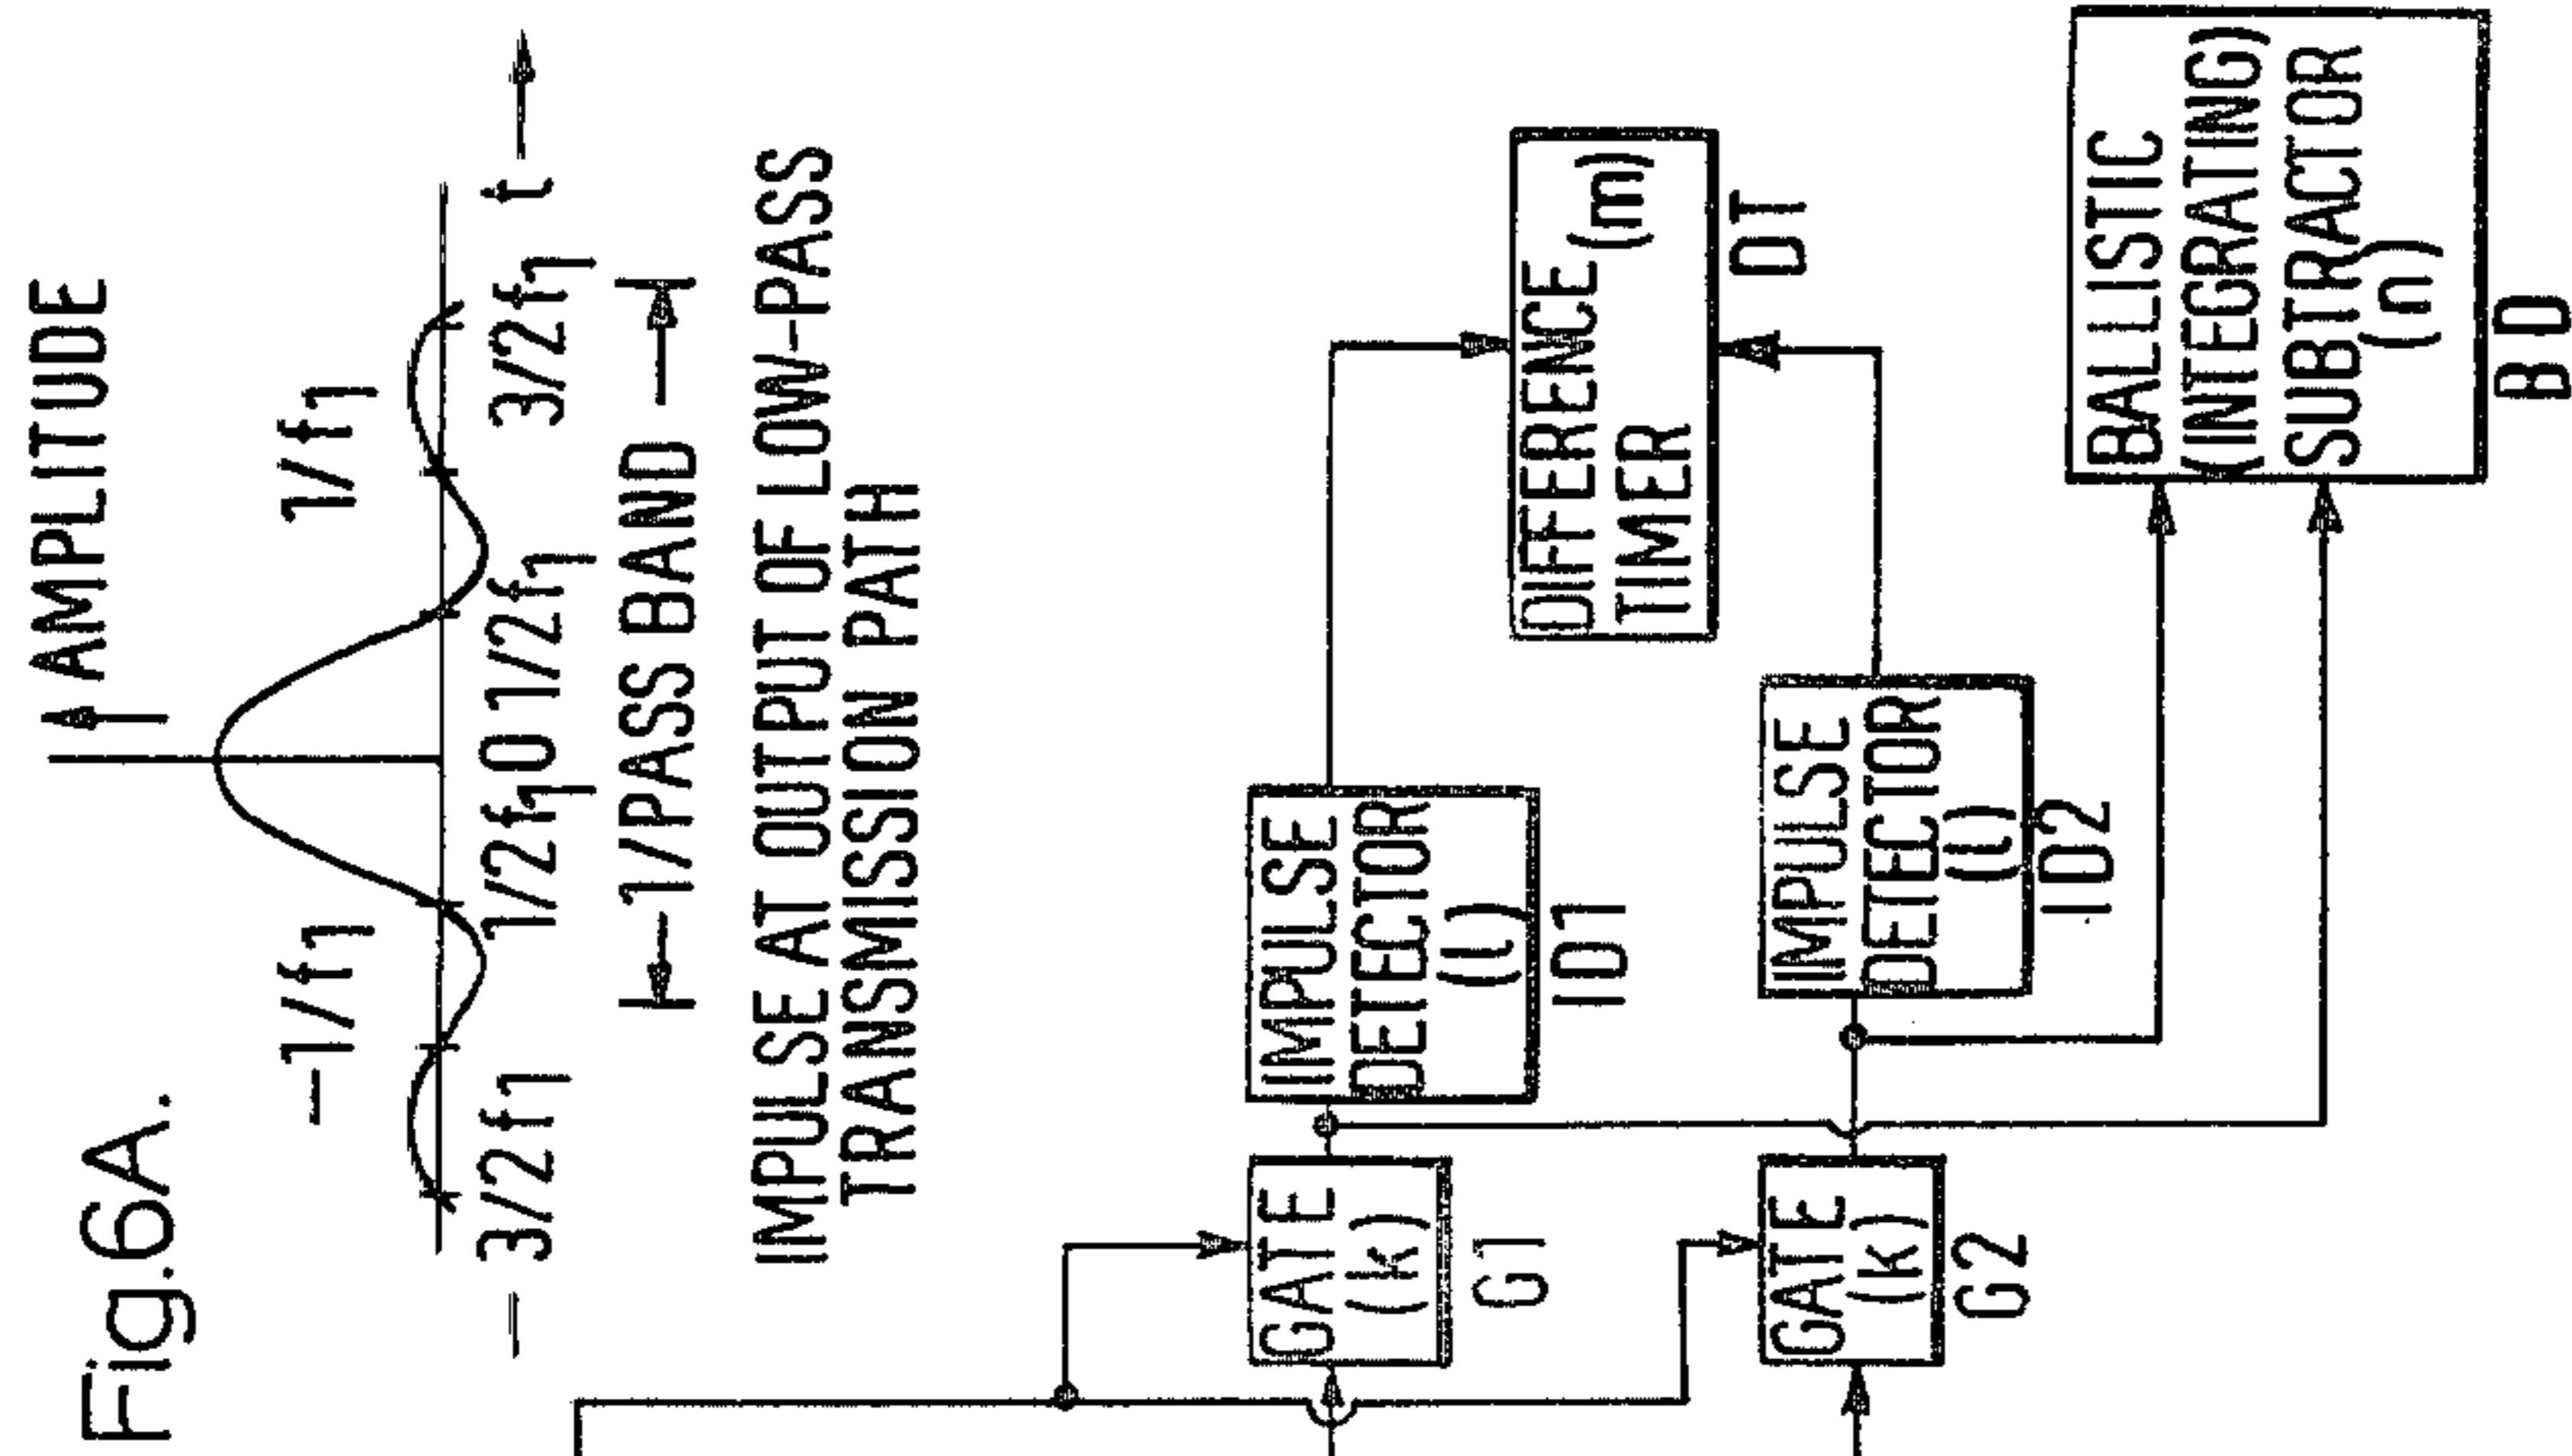 Fig.6A.
AMPLITUDE
-1/f1
1/f1
- 3/2f1
1/2f1
0
1/2f1
3/2f1
t
1/PASS BAND
IMPULSE AT OUTPUT OF LOW-PASS
TRANSMISSION PATH
GATE
(k)
G1
IMPULSE
DETECTOR
(l)
ID1
DIFFERENCE
TIMER
(m)
DT
GATE
(k)
G2
IMPULSE
DETECTOR
(l)
ID2
BALLISTIC
(INTEGRATING)
SUBTRACTOR
(n)
BD